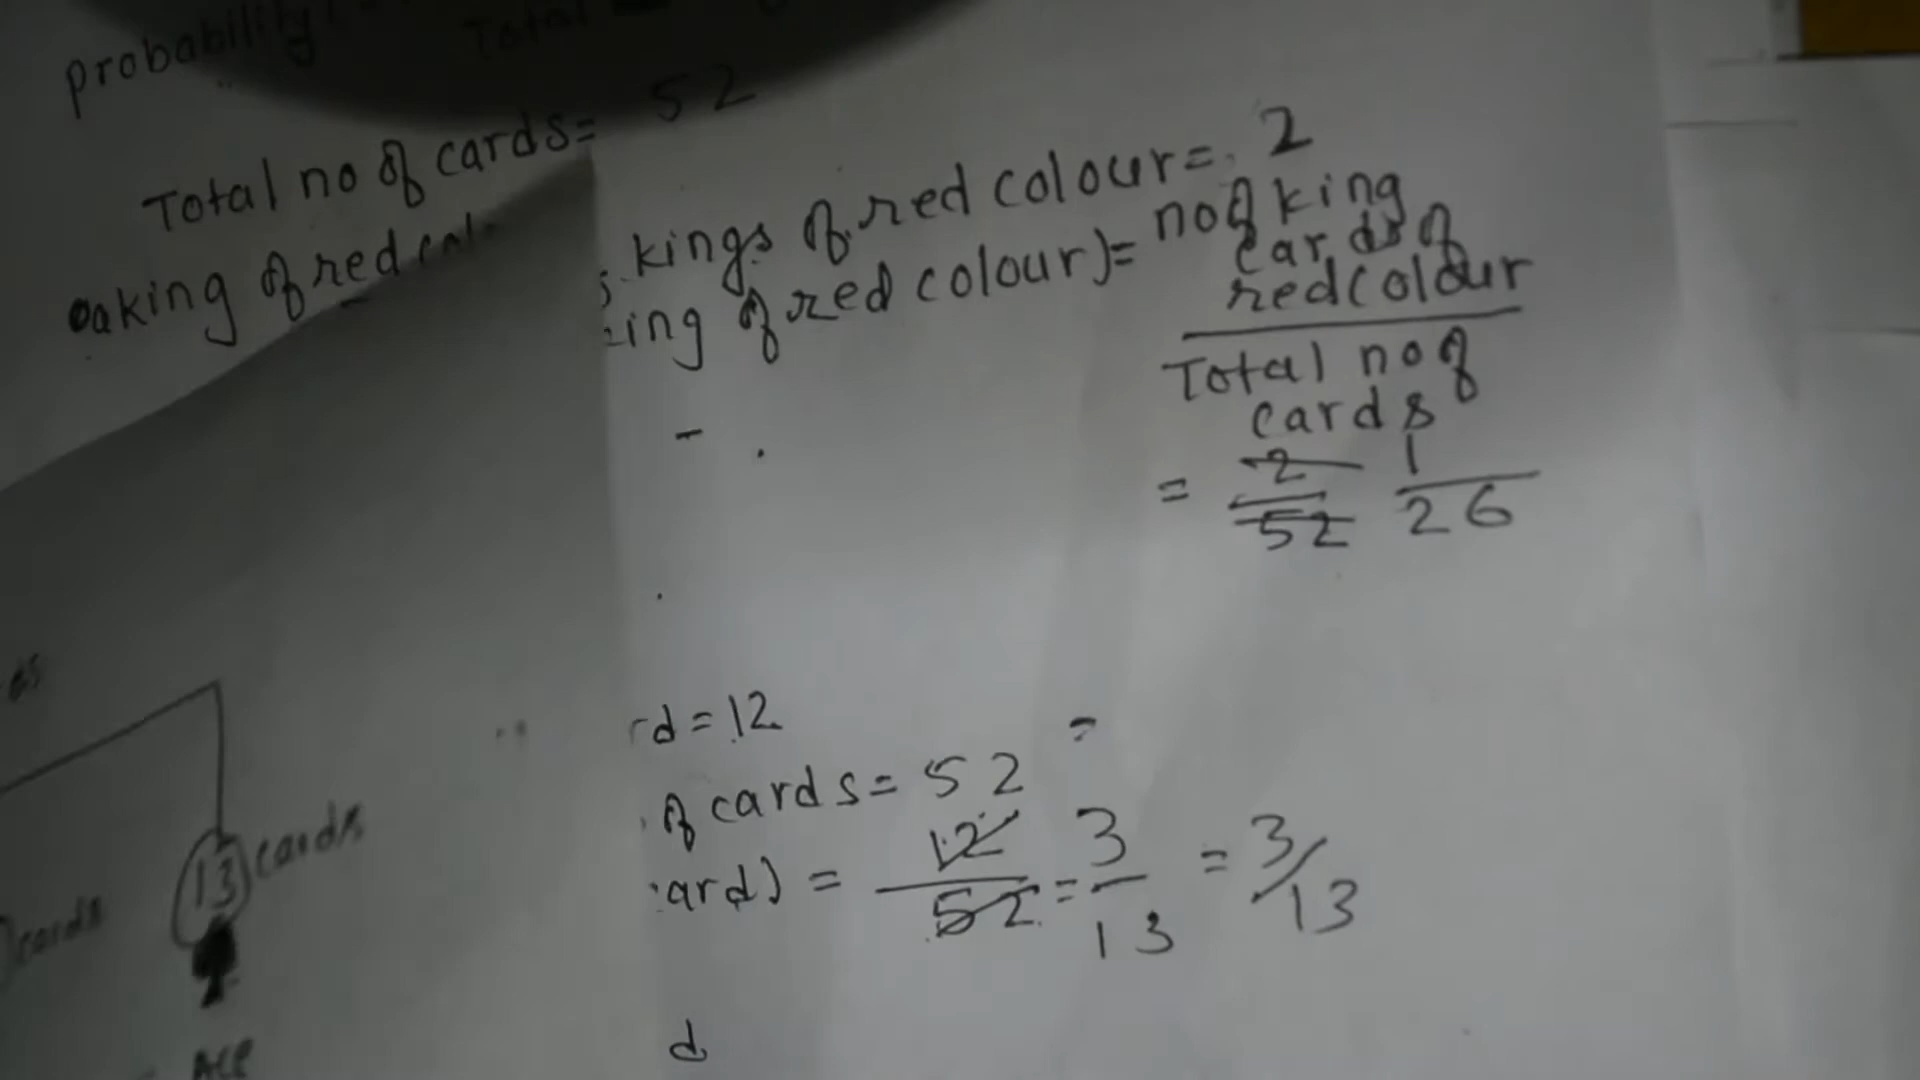 probability
Total
Total no of cards= 52
kings of red colour= 2
aking of red
ing of red colour)= no of king
cards of
red colour
Total no of
cards
= 2/52 1/26
rd=12
of cards= 52
ard) = 12/52 = 3/13 = 3/13
13 cards
cards
d
Ace